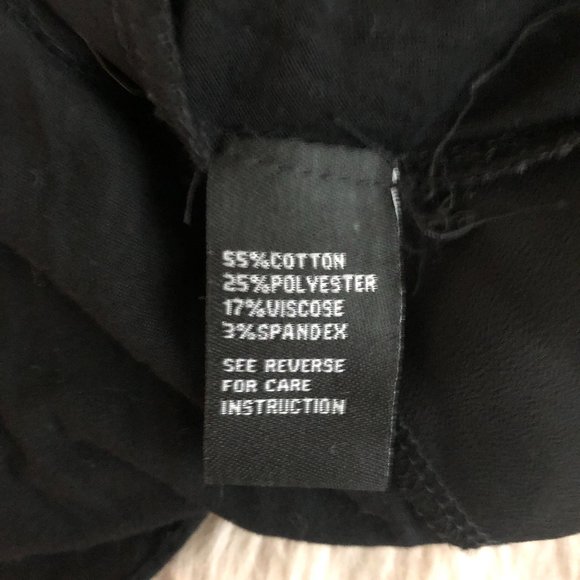 55%COTTON
25%POLYESTER
17%VISCOSE
3%SPANDEX
SEE REVERSE
FOR CARE
INSTRUCTION